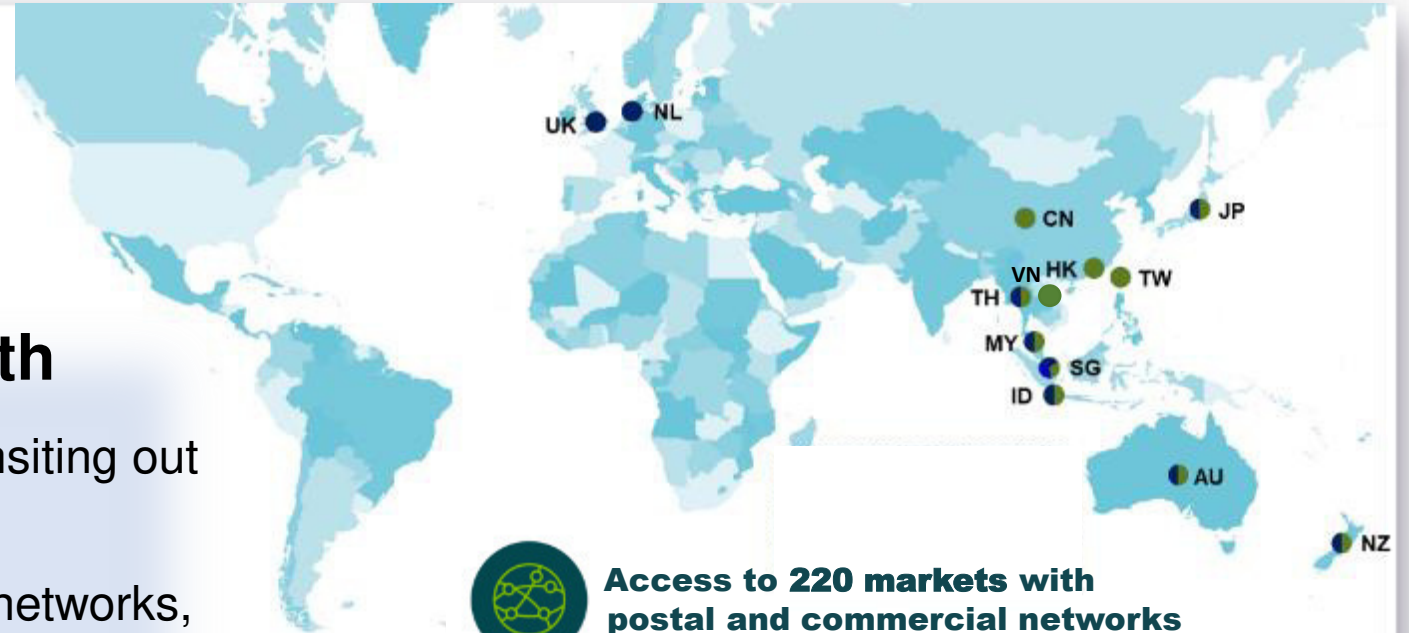 UK
NL
CN
JP
VN
HK
TW
TH
MY
SG
ID
AU
NZ
th
nsiting out
networks,
Access to 220 markets with
postal and commercial networks